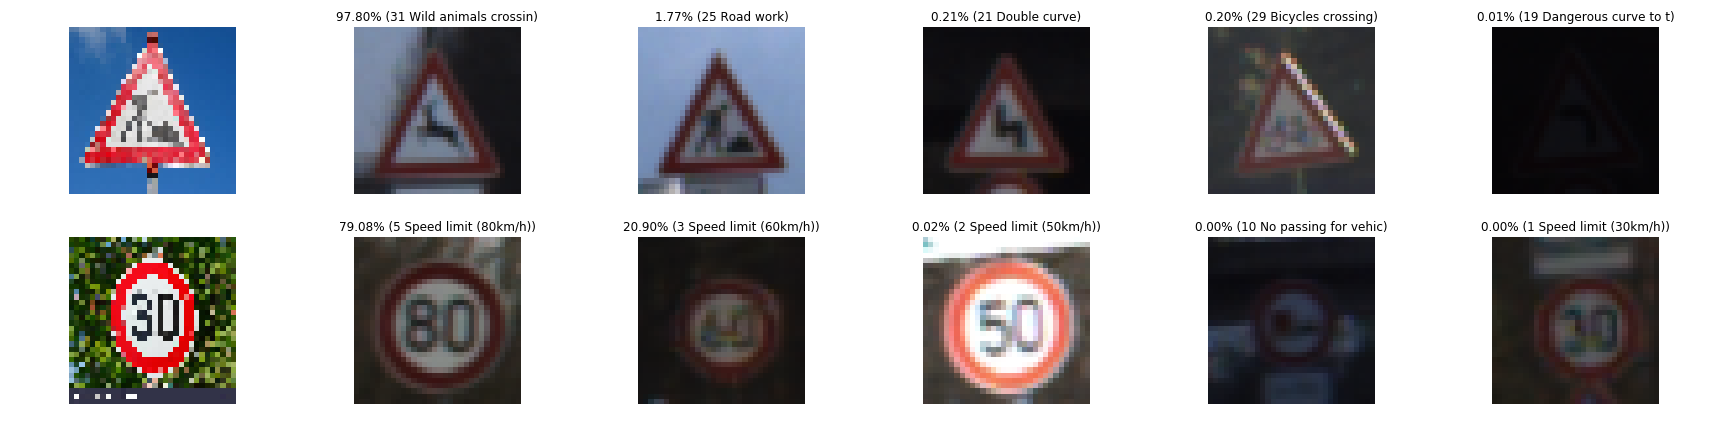 97.80% (31 Wild animals crossin)
1.77% (25 Road work)
0.21% (21 Double curve)
0.20% (29 Bicycles crossing)
0.01% (19 Dangerous curve to t)
79.08% (5 Speed limit (80km/h))
20.90% (3 Speed limit (60km/h))
0.02% (2 Speed limit (50km/h))
0.00% (10 No passing for vehic)
0.00% (1 Speed limit (30km/h))
30
80
60
50
30